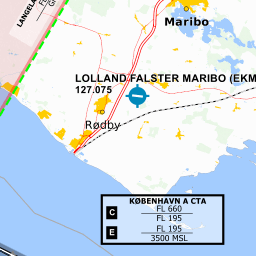 LANGELA
FL
Maribo
LOLLAND FALSTER MARIBO (EKM
127.075
Rødby
KØBENHAVN A CTA
C
FL 660
FL 195
E
FL 195
3500 MSL